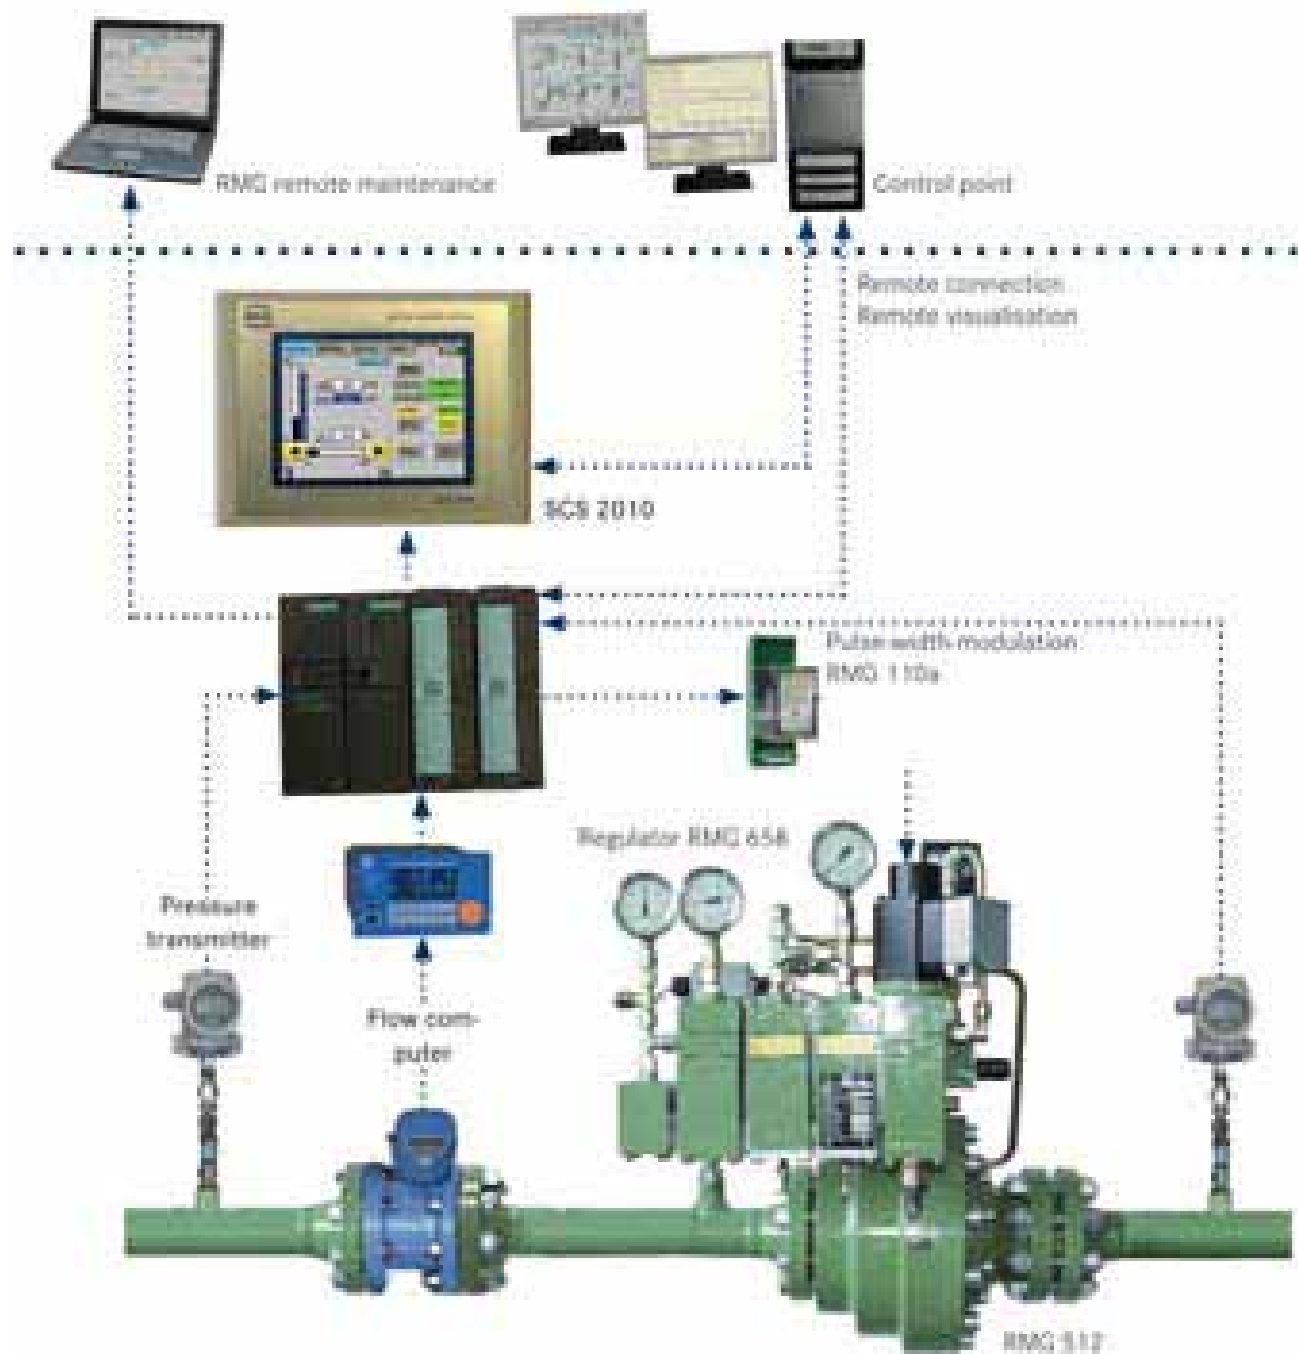 RMG remote maintenance
Control point
Remote connection
Remote visualisation
SCS 2010
Pulse-width-modulation
RMG 110a
Regulator RMG 658
Pressure
transmitter
Flow com-
puter
RMG 512